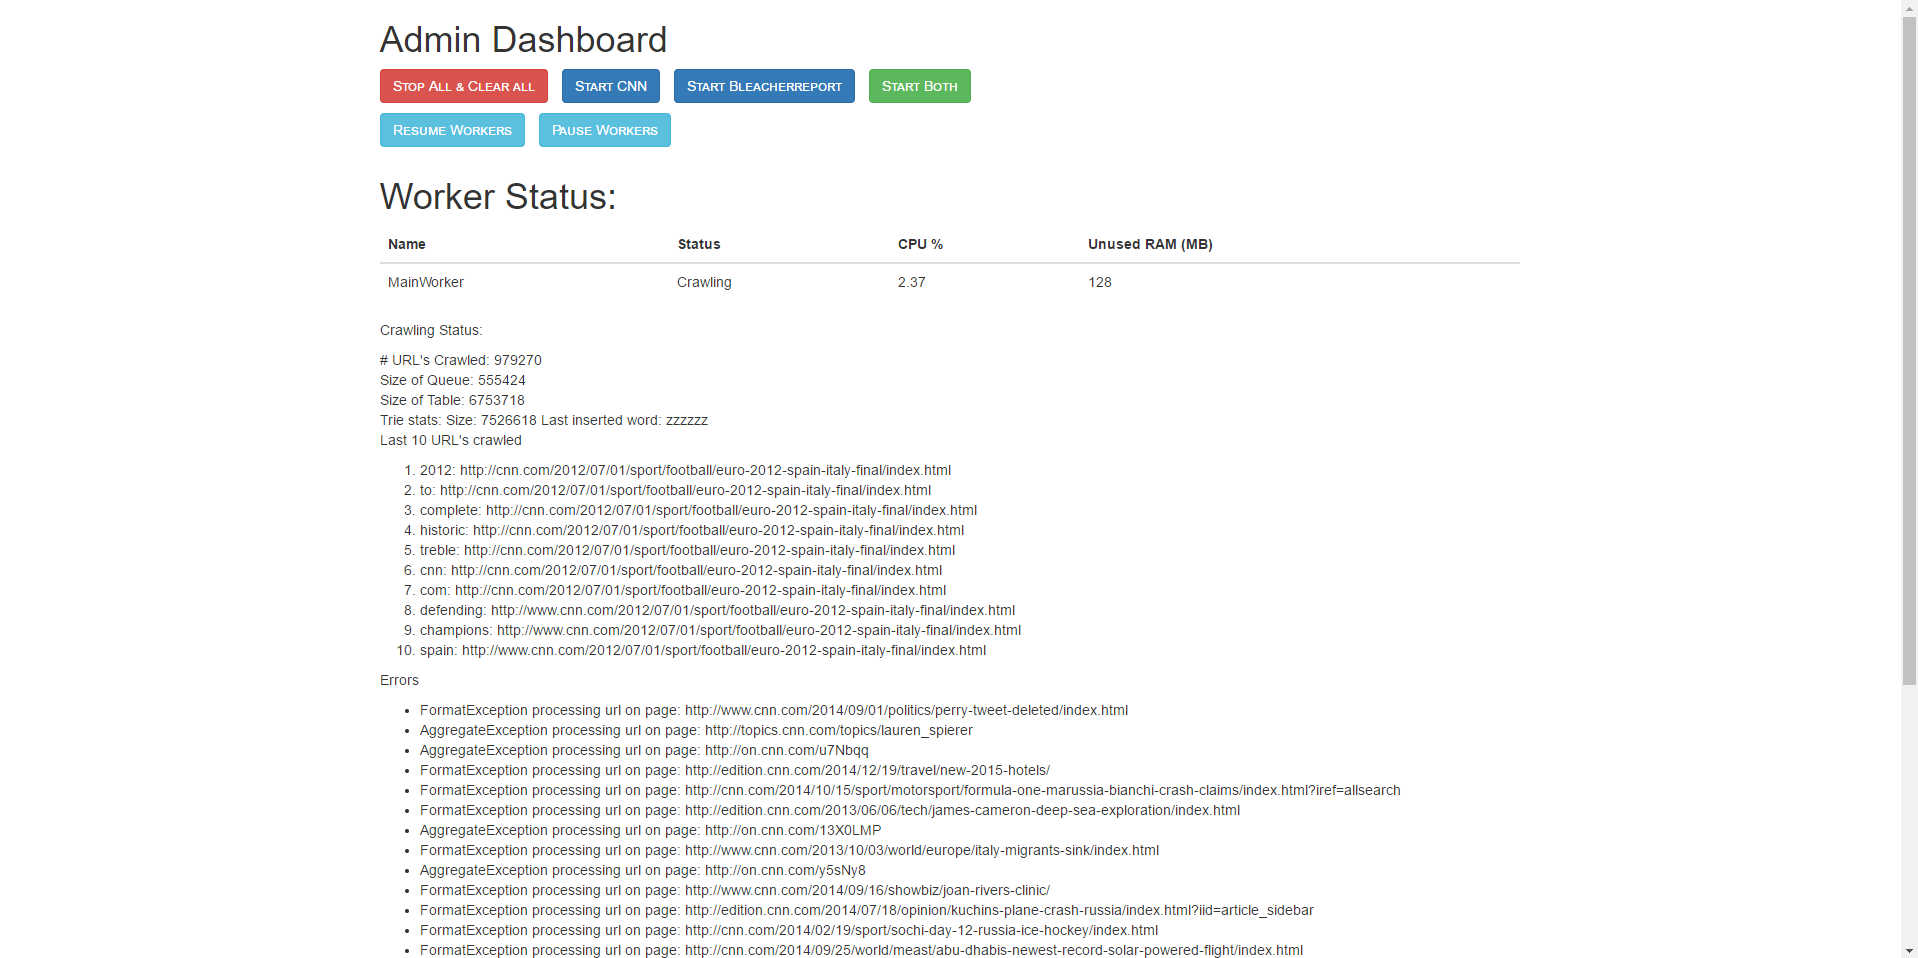 Admin Dashboard
Stop All & Clear all Start CNN Start Bleacherreport Start Both
Resume Workers Pause Workers
Worker Status:
Name Status CPU % Unused RAM (MB)
MainWorker Crawling 2.37 128
Crawling Status:
# URL's Crawled: 979270
Size of Queue: 555424
Size of Table: 6753718
Trie stats: Size: 7526618 Last inserted word: zzzzzz
Last 10 URL's crawled
1. 2012: http://cnn.com/2012/07/01/sport/football/euro-2012-spain-italy-final/index.html
2. to: http://cnn.com/2012/07/01/sport/football/euro-2012-spain-italy-final/index.html
3. complete: http://cnn.com/2012/07/01/sport/football/euro-2012-spain-italy-final/index.html
4. historic: http://cnn.com/2012/07/01/sport/football/euro-2012-spain-italy-final/index.html
5. treble: http://cnn.com/2012/07/01/sport/football/euro-2012-spain-italy-final/index.html
6. cnn: http://cnn.com/2012/07/01/sport/football/euro-2012-spain-italy-final/index.html
7. com: http://cnn.com/2012/07/01/sport/football/euro-2012-spain-italy-final/index.html
8. defending: http://www.cnn.com/2012/07/01/sport/football/euro-2012-spain-italy-final/index.html
9. champions: http://www.cnn.com/2012/07/01/sport/football/euro-2012-spain-italy-final/index.html
10. spain: http://www.cnn.com/2012/07/01/sport/football/euro-2012-spain-italy-final/index.html
Errors
• FormatException processing url on page: http://www.cnn.com/2014/09/01/politics/perry-tweet-deleted/index.html
• AggregateException processing url on page: http://topics.cnn.com/topics/lauren_spierer
• AggregateException processing url on page: http://on.cnn.com/u7Nbqq
• FormatException processing url on page: http://edition.cnn.com/2014/12/19/travel/new-2015-hotels/
• FormatException processing url on page: http://cnn.com/2014/10/15/sport/motorsport/formula-one-marussia-bianchi-crash-claims/index.html?iref=allsearch
• FormatException processing url on page: http://edition.cnn.com/2013/06/06/tech/james-cameron-deep-sea-exploration/index.html
• AggregateException processing url on page: http://on.cnn.com/13X0LMP
• FormatException processing url on page: http://www.cnn.com/2013/10/03/world/europe/italy-migrants-sink/index.html
• AggregateException processing url on page: http://on.cnn.com/y5sNy8
• FormatException processing url on page: http://www.cnn.com/2014/09/16/showbiz/joan-rivers-clinic/
• FormatException processing url on page: http://edition.cnn.com/2014/07/18/opinion/kuchins-plane-crash-russia/index.html?iid=article_sidebar
• FormatException processing url on page: http://cnn.com/2014/02/19/sport/sochi-day-12-russia-ice-hockey/index.html
• FormatException processing url on page: http://cnn.com/2014/09/25/world/meast/abu-dhabis-newest-record-solar-powered-flight/index.html